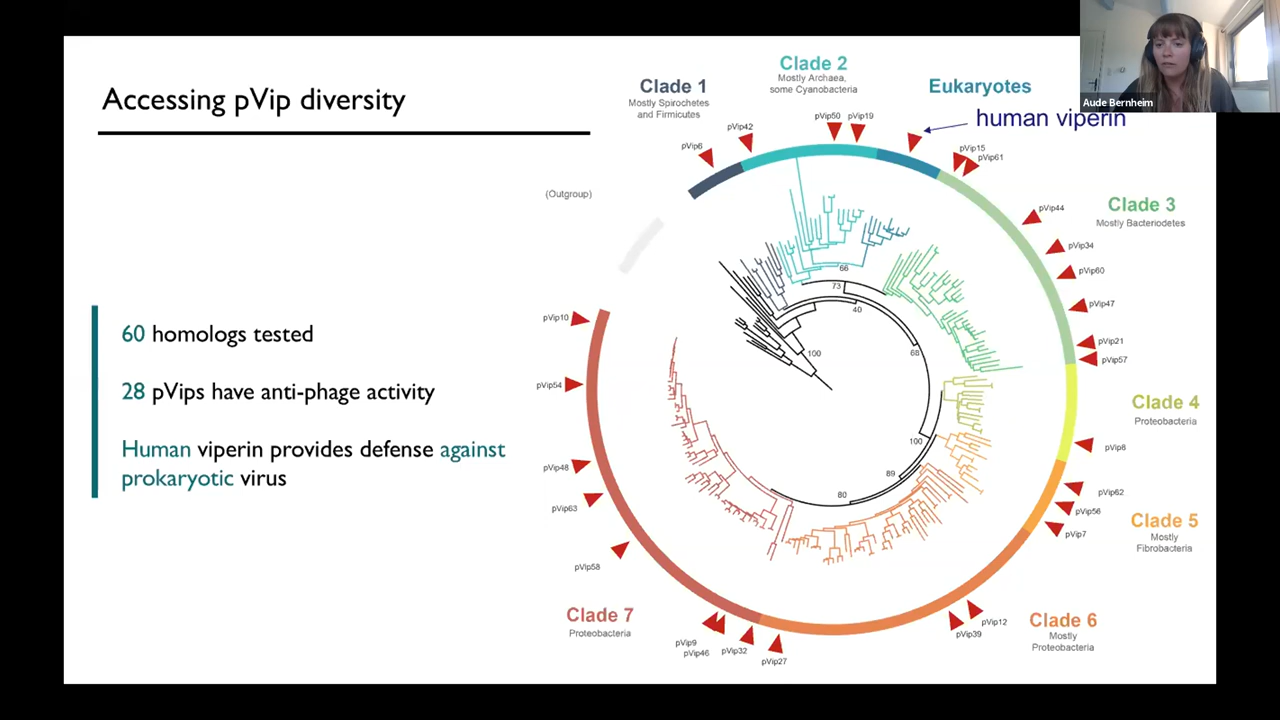 Accessing pVip diversity
60 homologs tested
28 pVips have anti-phage activity
Human viperin provides defense against
prokaryotic virus
Clade 1
Mostly Spirochetes
and Firmicutes
Clade 2
Mostly Archaea,
some Cyanobacteria
Eukaryotes
human viperin
Aude Bernheim
(Outgroup)
pVip6
pVip42
pVip50
pVip19
pVip15
pVip61
pVip44
Clade 3
Mostly Bacteriodetes
pVip34
pVip60
pVip47
pVip21
pVip57
Clade 4
Proteobacteria
pVip8
pVip62
pVip56
pVip7
Clade 5
Mostly
Fibrobacteria
pVip12
pVip39
Clade 6
Mostly
Proteobacteria
pVip27
pVip32
pVip46
pVip9
Clade 7
Proteobacteria
pVip58
pVip63
pVip48
pVip54
pVip10
66
73
40
68
100
100
89
80